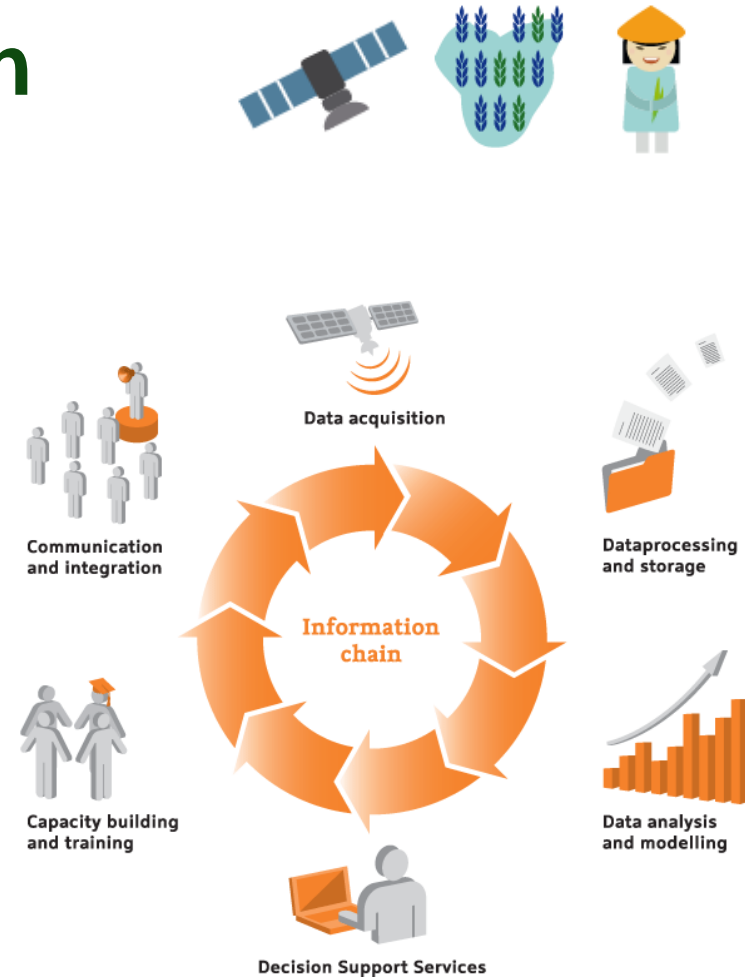 n
Data acquisition
Communication
and integration
Dataprocessing
and storage
Information
chain
Capacity building
and training
Data analysis
and modelling
Decision Support Services